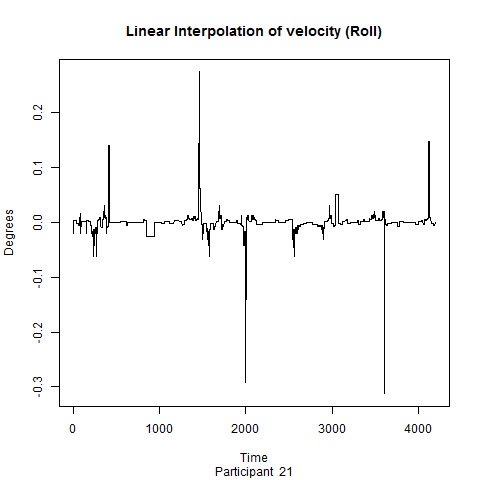 Linear Interpolation of velocity (Roll)
0.2
0.1
0.0
-0.1
-0.2
-0.3
Degrees
0 1000 2000 3000 4000
Time
Participant 21